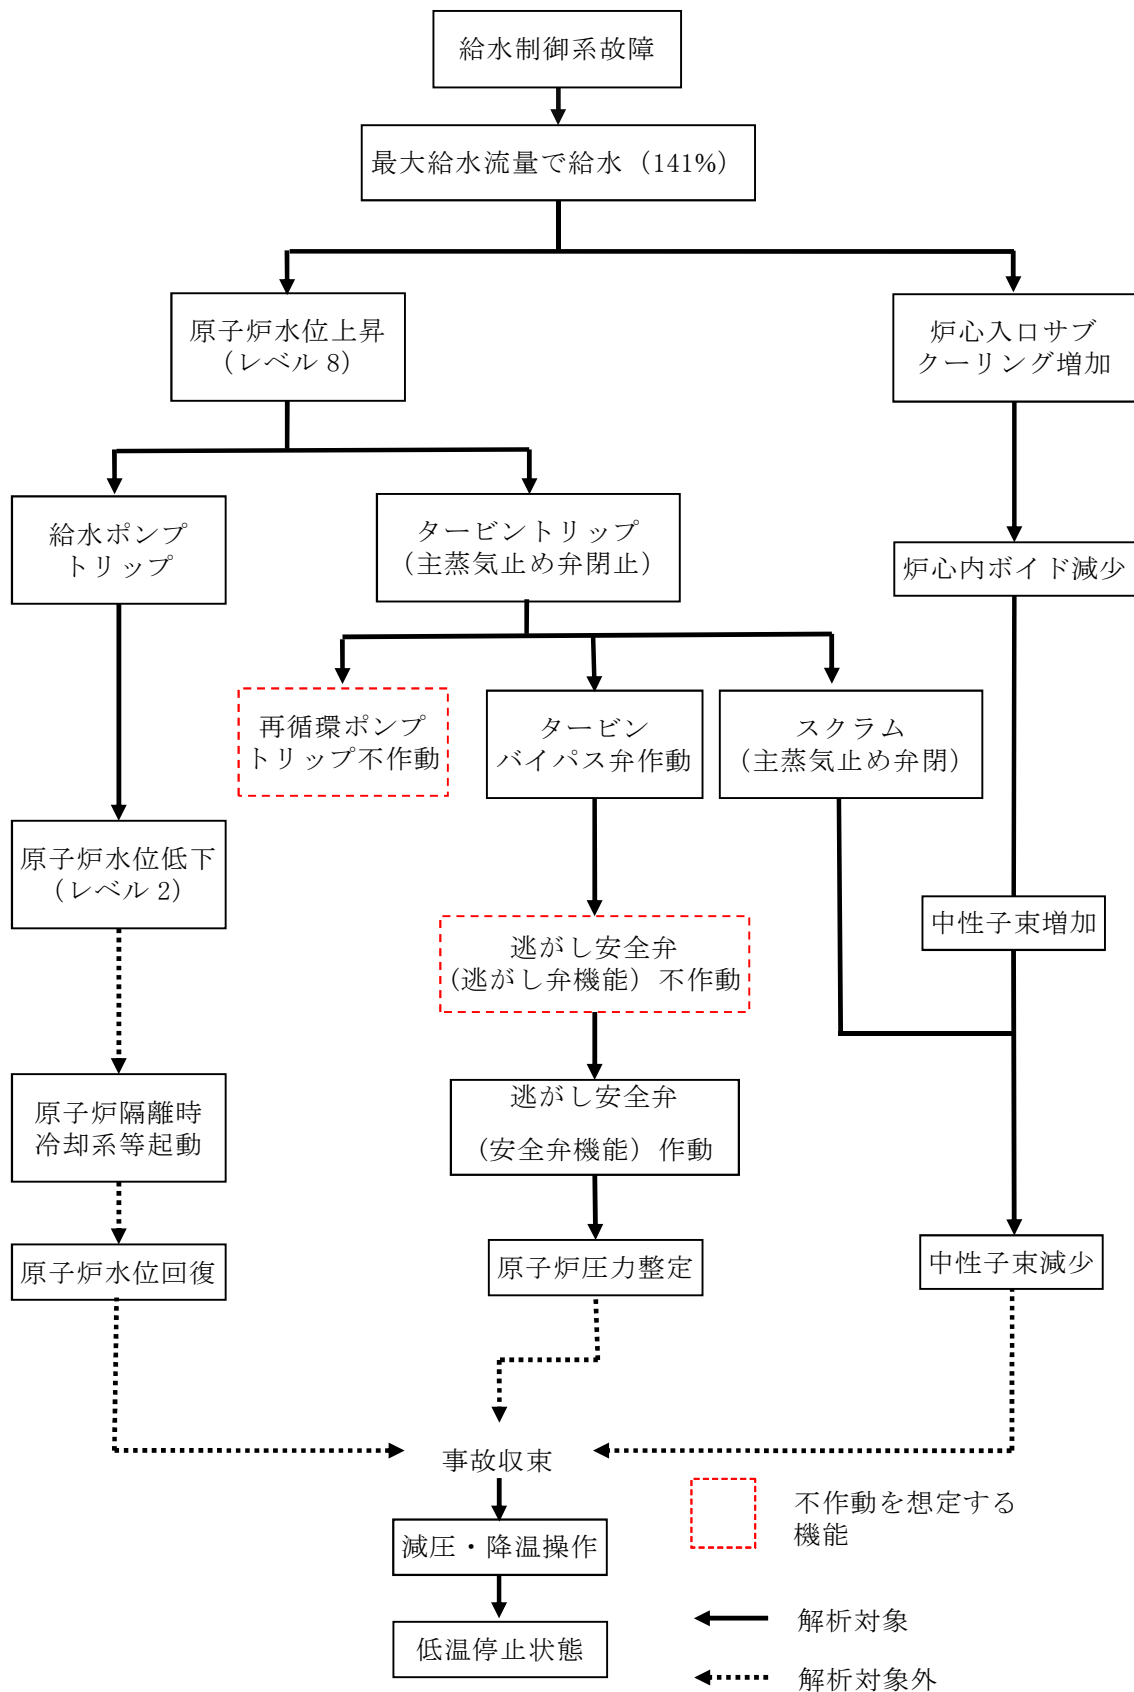 給水制御系故障
最大給水流量で給水（141%）
原子炉水位上昇
（レベル 8）
炉心入口サブ
クーリング増加
給水ポンプ
トリップ
タービントリップ
（主蒸気止め弁閉止）
炉心内ボイド減少
再循環ポンプ
トリップ不作動
タービン
バイパス弁作動
スクラム
（主蒸気止め弁閉）
原子炉水位低下
（レベル 2）
中性子束増加
逃がし安全弁
（逃がし弁機能）不作動
原子炉隔離時
冷却系等起動
逃がし安全弁
（安全弁機能）作動
原子炉水位回復
原子炉圧力整定
中性子束減少
事故収束
減圧・降温操作
低温停止状態
不作動を想定する
機能
解析対象
解析対象外